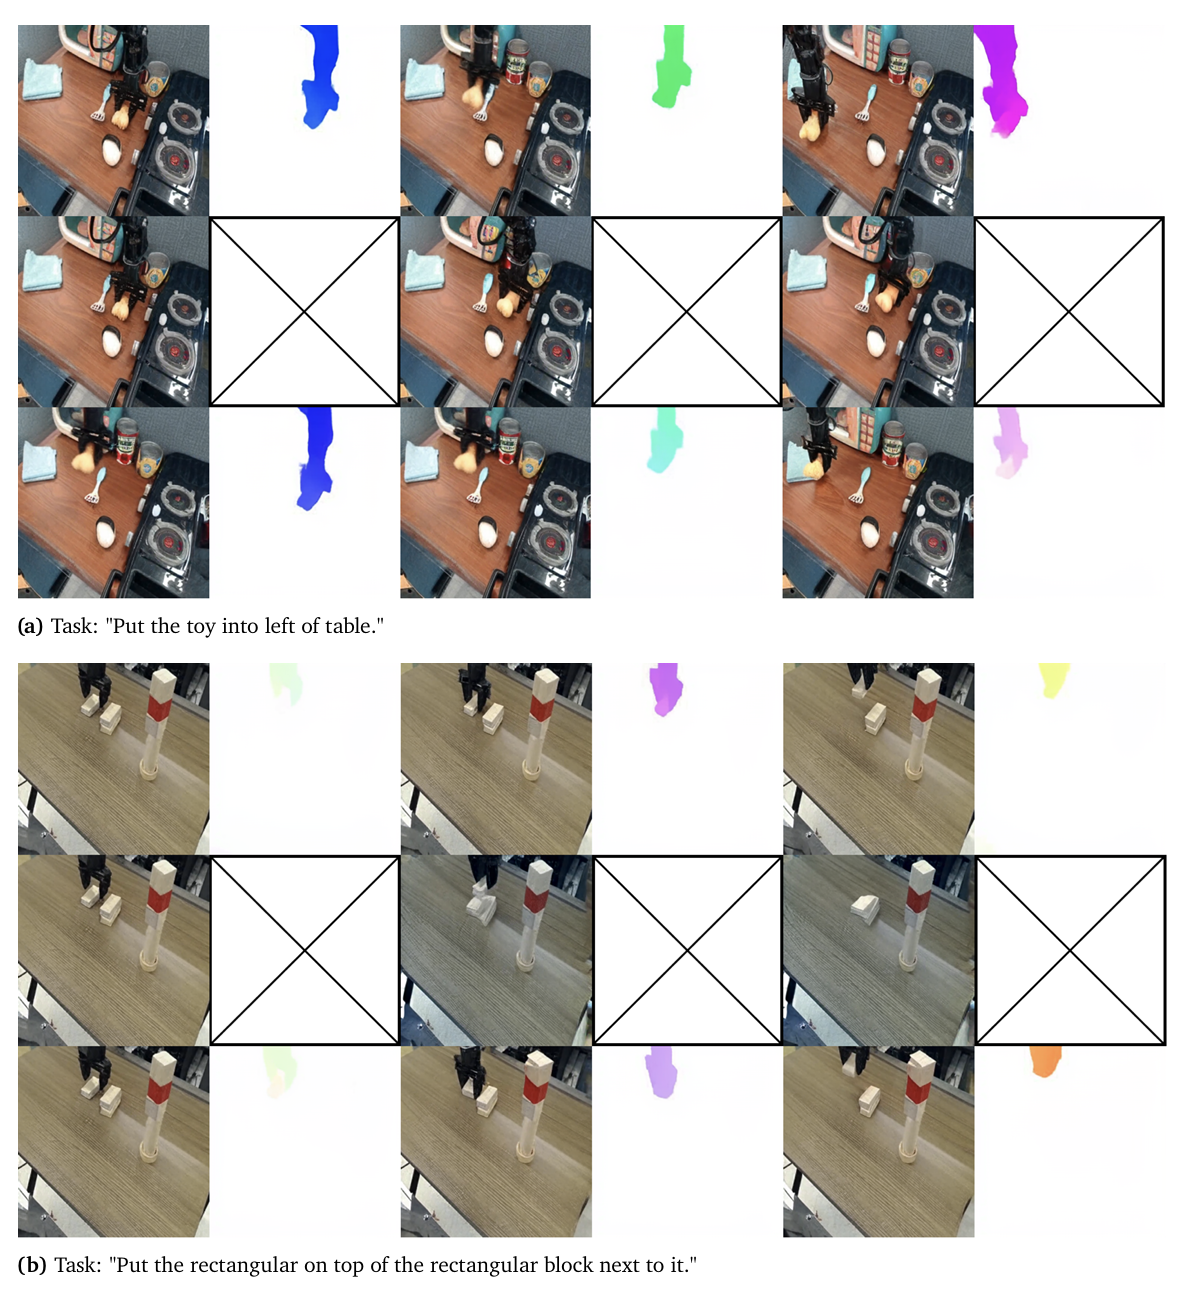 (a) Task: "Put the toy into left of table."
(b) Task: "Put the rectangular on top of the rectangular block next to it."